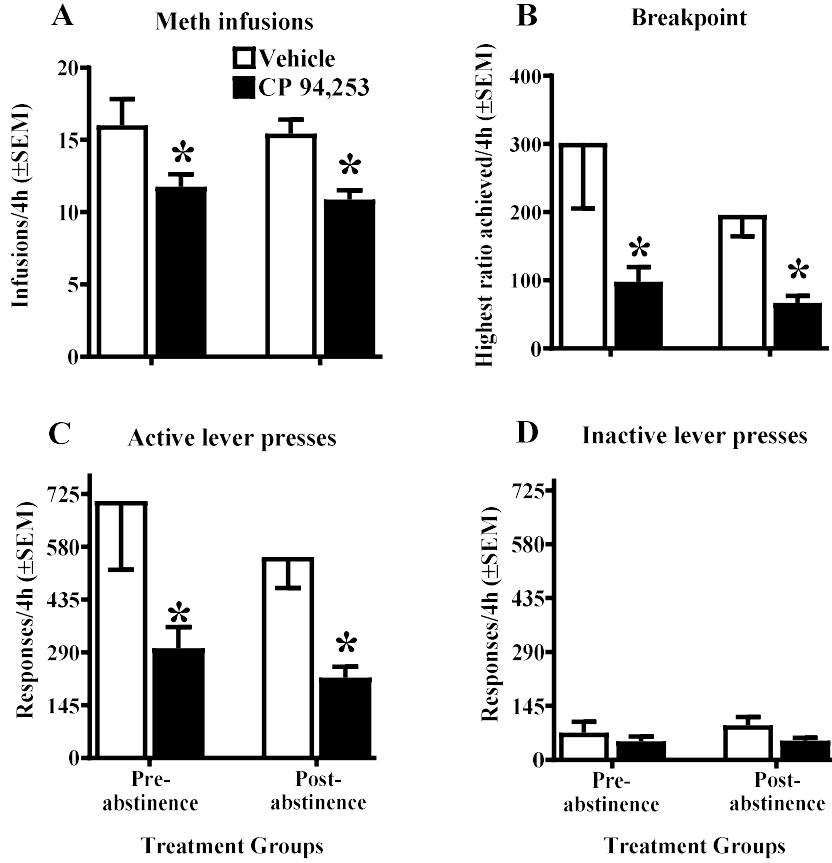 A
Meth infusions
Vehicle
CP 94,253
Infusions/4h (±SEM)
20
15
10
5
0
*
*
B
Breakpoint
Highest ratio achieved/4h (±SEM)
400
300
200
100
0
*
*
C
Active lever presses
Responses/4h (±SEM)
725
580
435
290
145
0
*
*
Pre-
abstinence
Post-
abstinence
Treatment Groups
D
Inactive lever presses
Responses/4h (±SEM)
725
580
435
290
145
0
Pre-
abstinence
Post-
abstinence
Treatment Groups